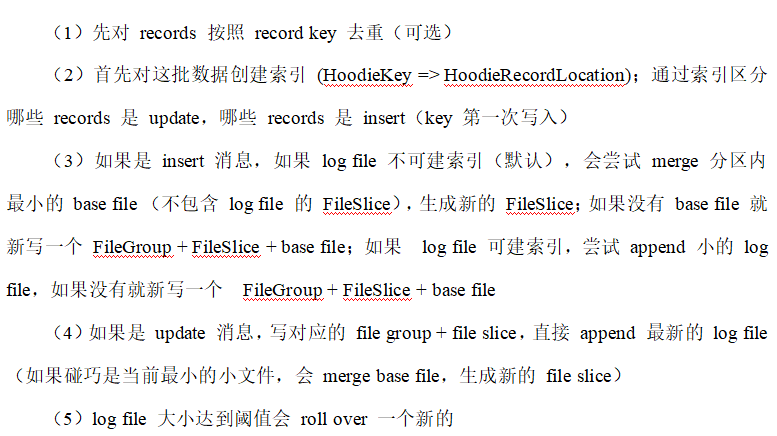 （1）先对 records 按照 record key 去重（可选）
（2）首先对这批数据创建索引 (HoodieKey => HoodieRecordLocation)；通过索引区分
哪些 records 是 update，哪些 records 是 insert（key 第一次写入）
（3）如果是 insert 消息，如果 log file 不可建索引（默认），会尝试 merge 分区内
最小的 base file（不包含 log file 的 FileSlice），生成新的 FileSlice；如果没有 base file 就
新写一个 FileGroup + FileSlice + base file；如果 log file 可建索引，尝试 append 小的 log
file，如果没有就新写一个 FileGroup + FileSlice + base file
（4）如果是 update 消息，写对应的 file group + file slice，直接 append 最新的 log file
（如果碰巧是当前最小的小文件，会 merge base file，生成新的 file slice）
（5）log file 大小达到阈值会 roll over 一个新的